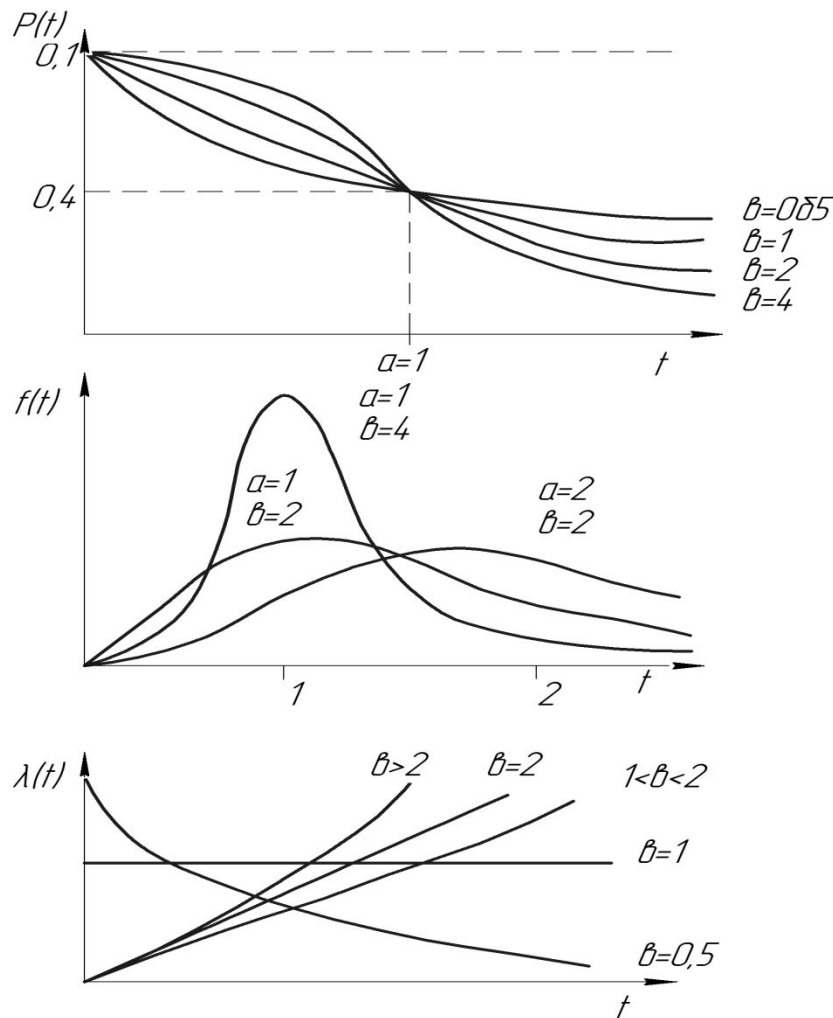 P(t)
0,1
0,4
в=0δ5
в=1
в=2
в=4
a=1
t
f(t)
a=1
в=4
a=1
в=2
a=2
в=2
1
2
t
λ(t)
в>2
в=2
1<в<2
в=1
в=0,5
t